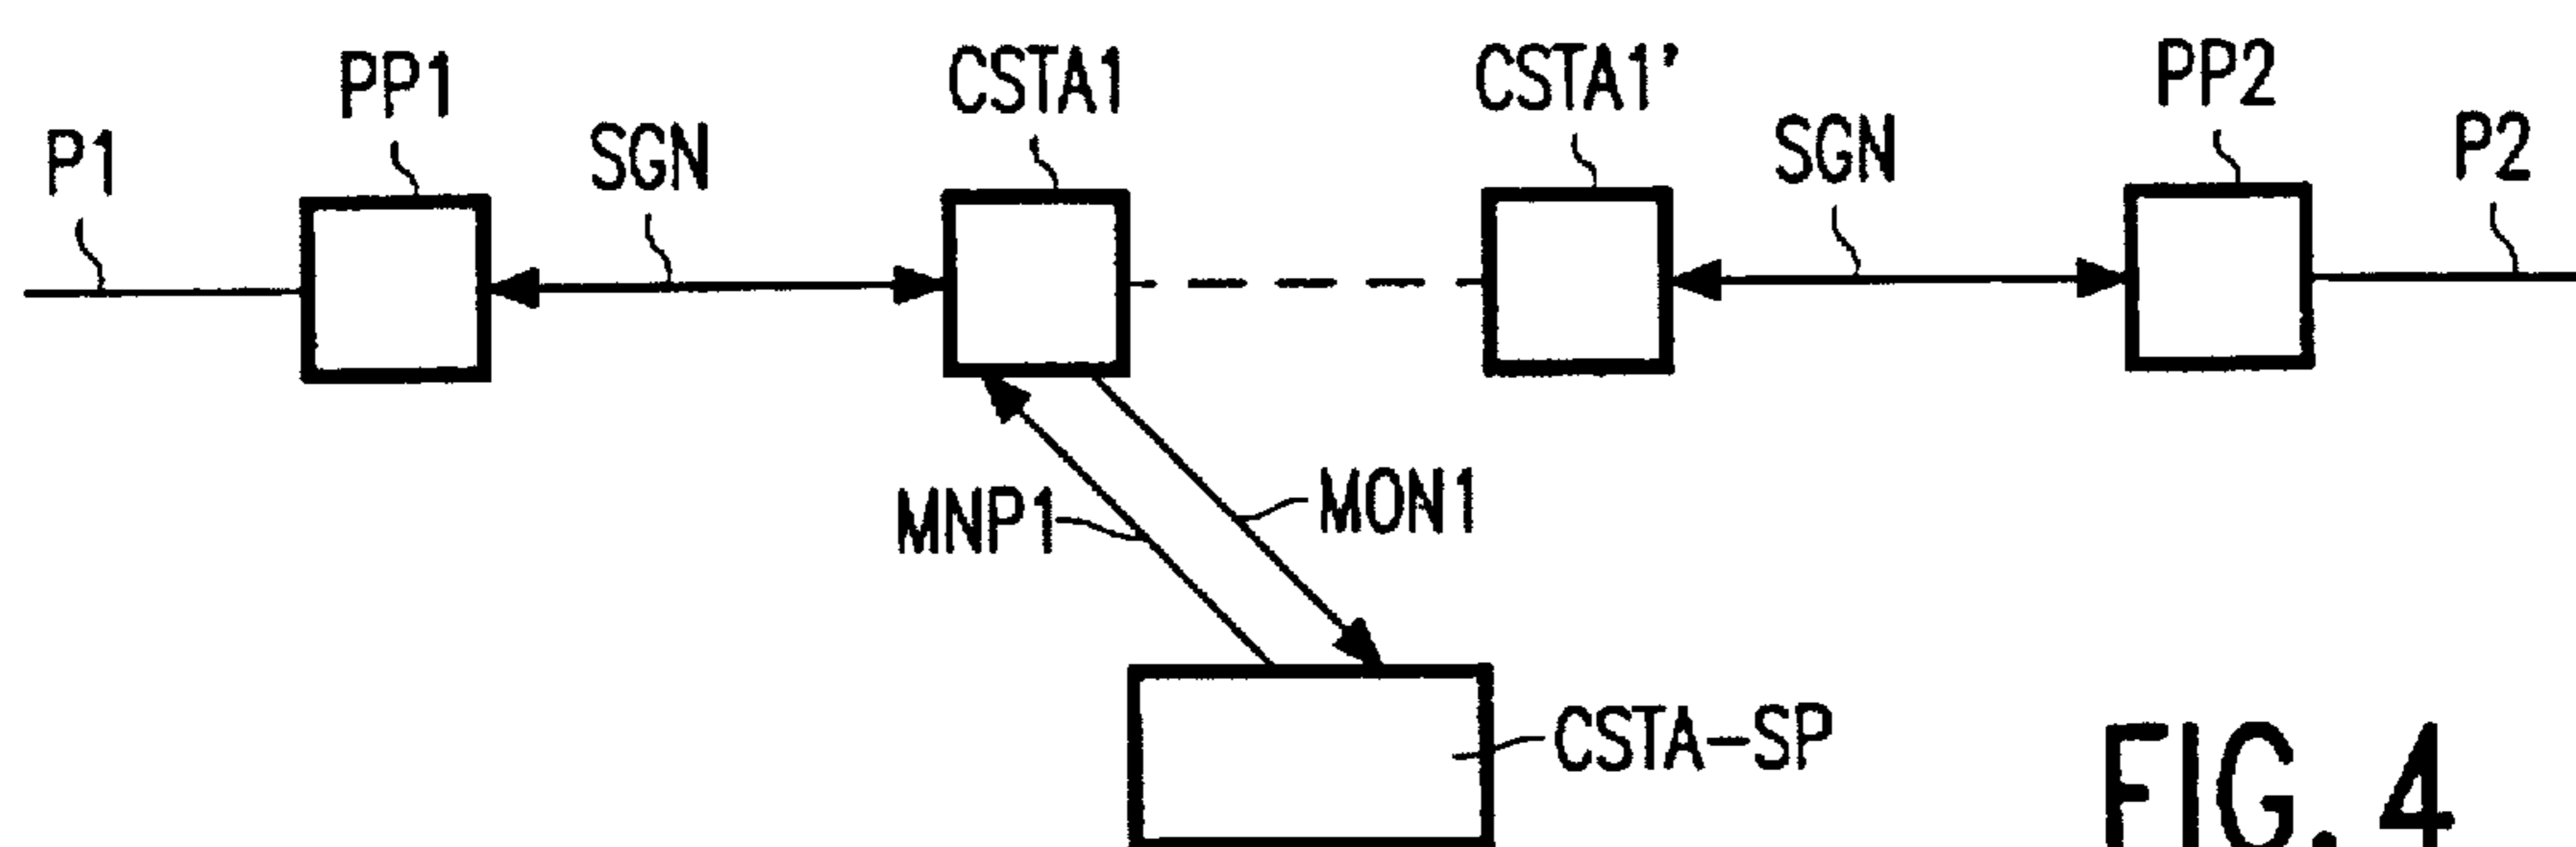 P1
PP1
SGN
CSTA1
CSTA1'
SGN
PP2
P2
MNP1
MON1
CSTA-SP
FIG. 4